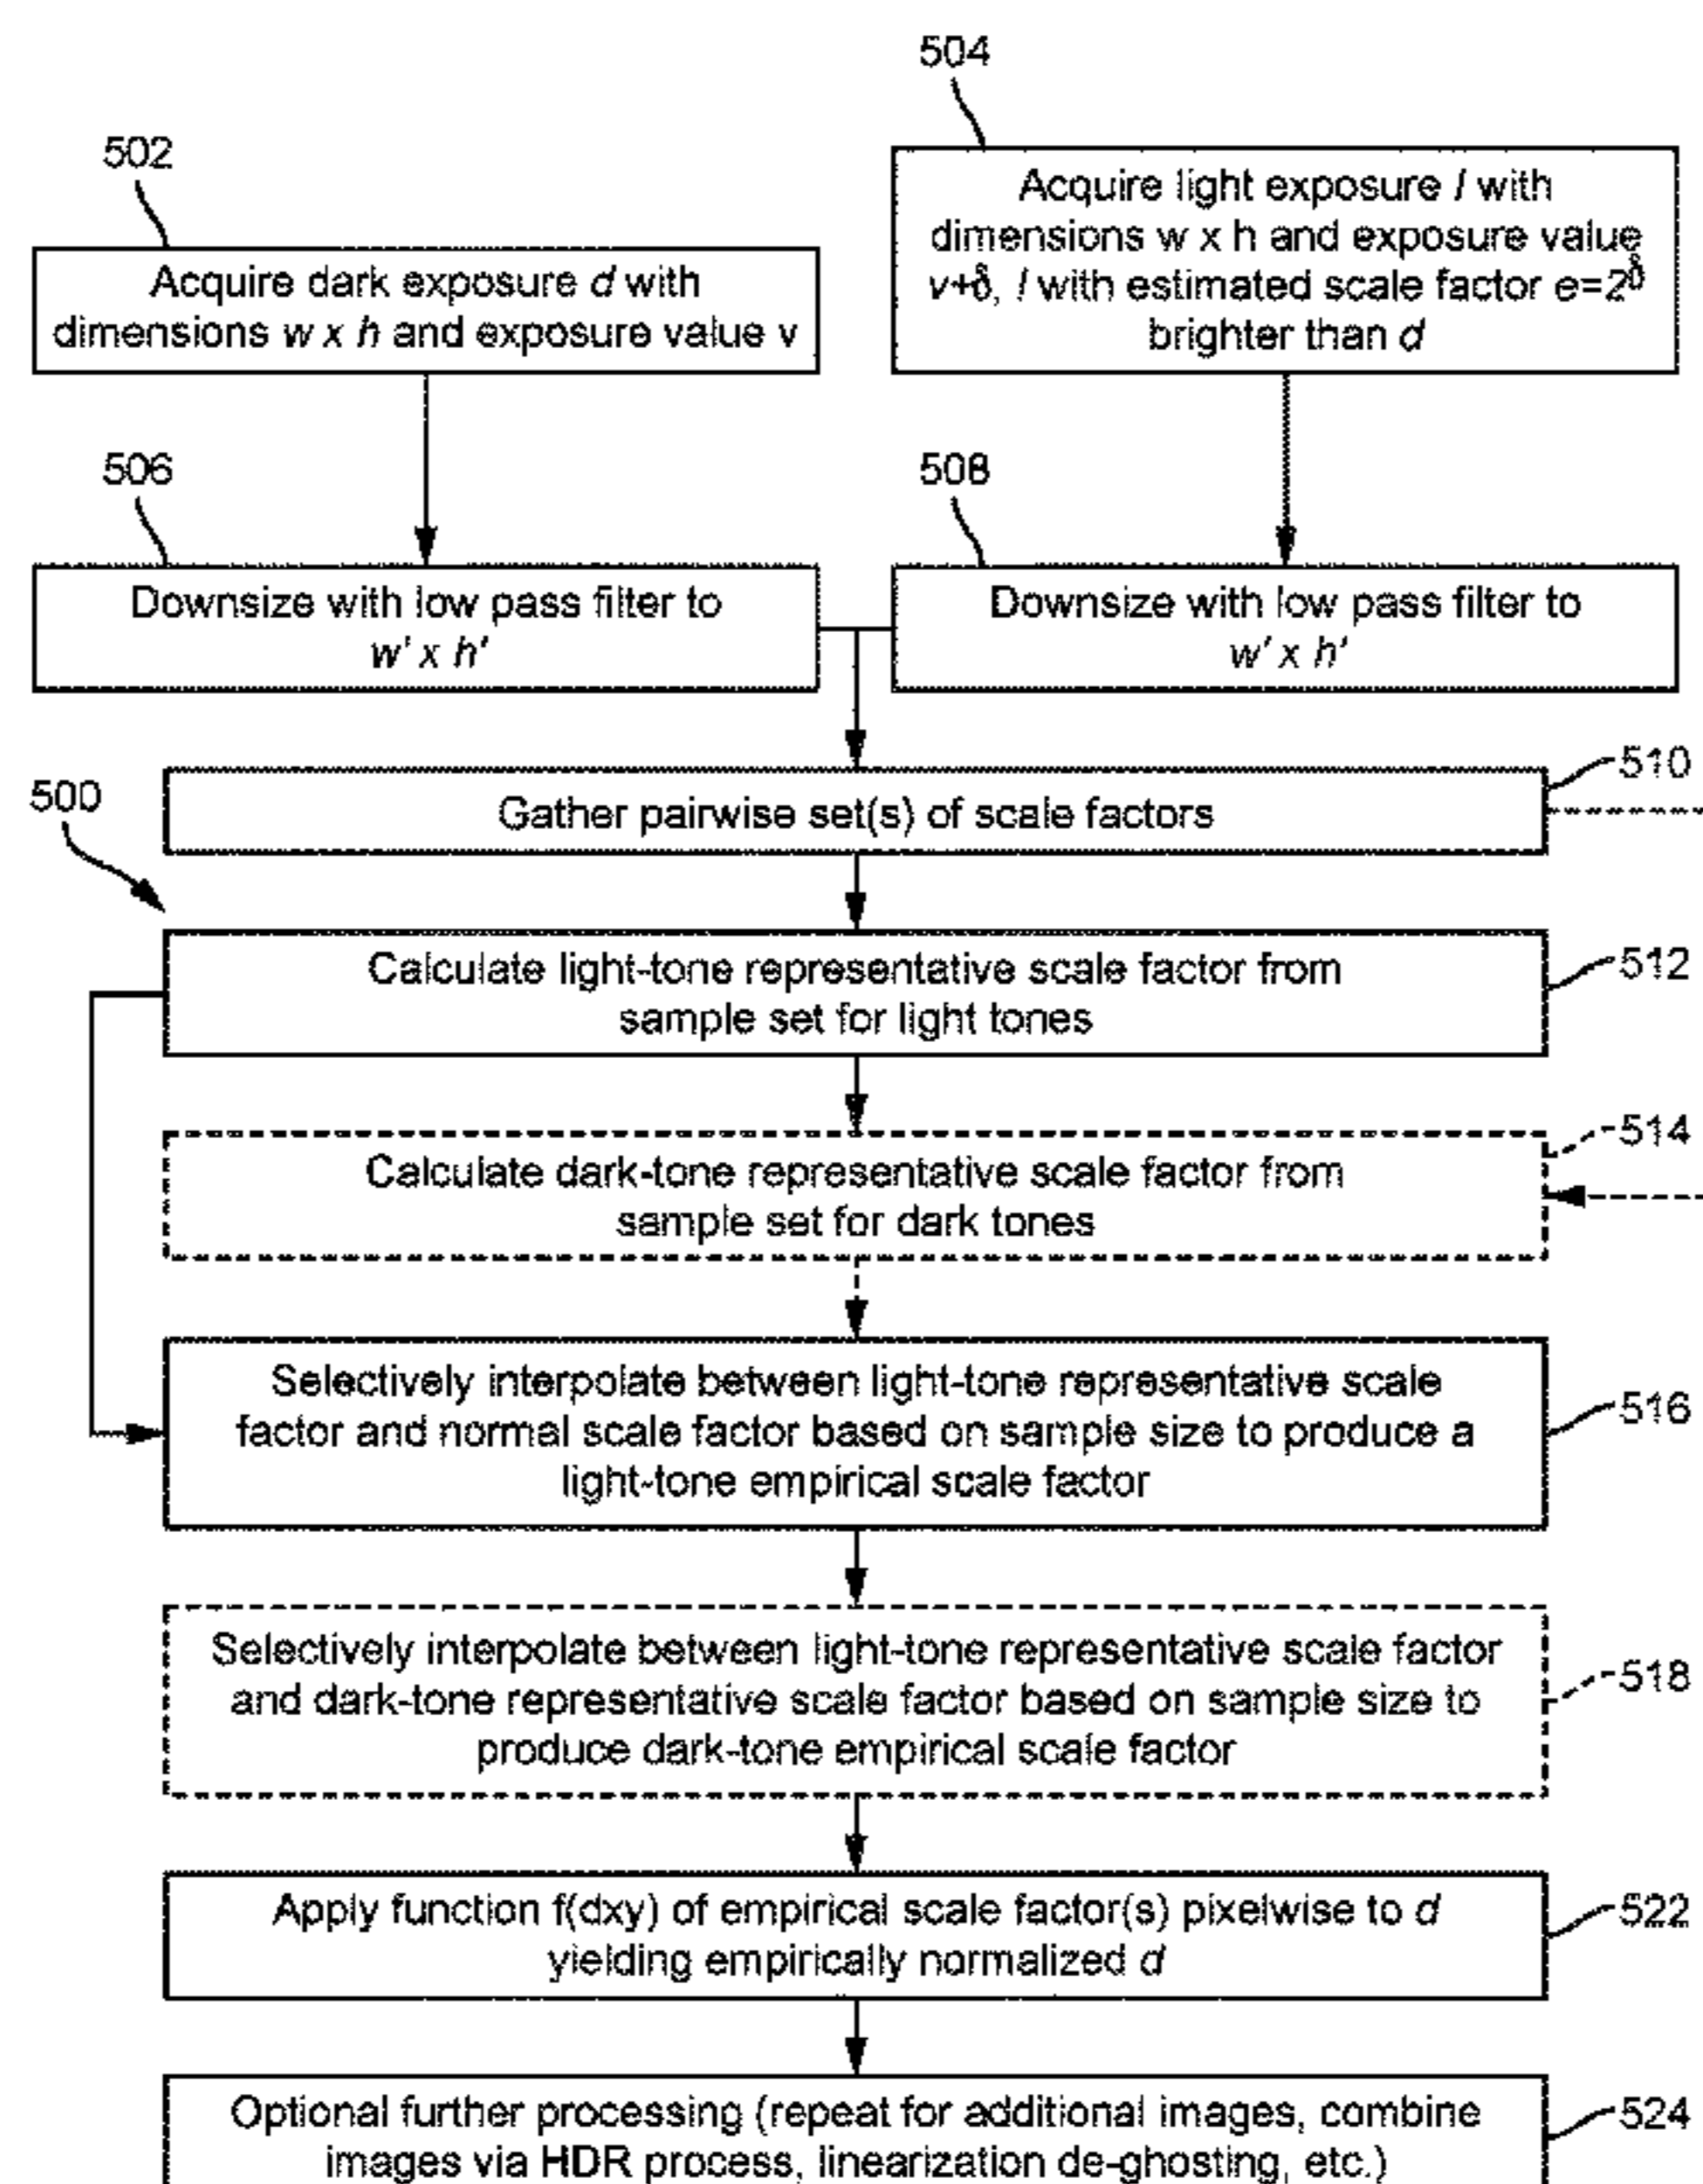 504
502
Acquire light exposure l with
dimensions w x h and exposure value
v+δ, l with estimated scale factor e=2^δ
brighter than d
Acquire dark exposure d with
dimensions w x h and exposure value v
506
508
Downsize with low pass filter to
w' x h'
Downsize with low pass filter to
w' x h'
510
500
Gather pairwise set(s) of scale factors
512
Calculate light-tone representative scale factor from
sample set for light tones
514
Calculate dark-tone representative scale factor from
sample set for dark tones
Selectively interpolate between light-tone representative scale
factor and normal scale factor based on sample size to produce a
light-tone empirical scale factor
516
Selectively interpolate between light-tone representative scale factor
and dark-tone representative scale factor based on sample size to
produce dark-tone empirical scale factor
518
Apply function f(dxy) of empirical scale factor(s) pixelwise to d
yielding empirically normalized d
522
Optional further processing (repeat for additional images, combine
images via HDR process, linearization de-ghosting, etc.)
524